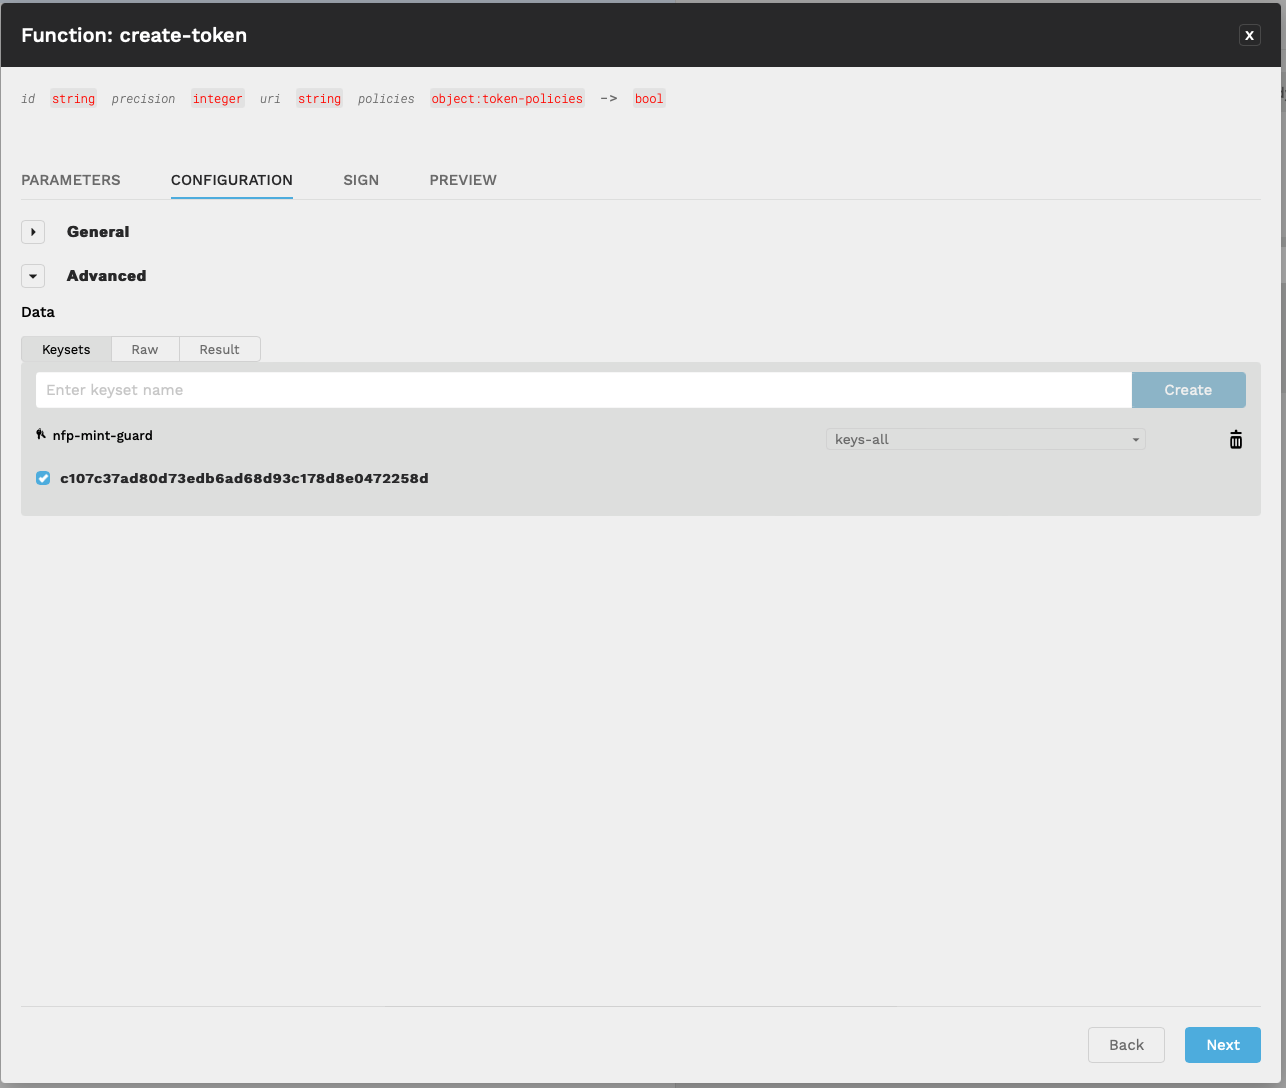 Function: create-token
X
id string precision integer uri string policies object:token-policies -> bool
PARAMETERS CONFIGURATION SIGN PREVIEW
General
Advanced
Data
Keysets Raw Result
Enter keyset name Create
nfp-mint-guard keys-all
c107c37ad80d73edb6ad68d93c178d8e0472258d
Back Next